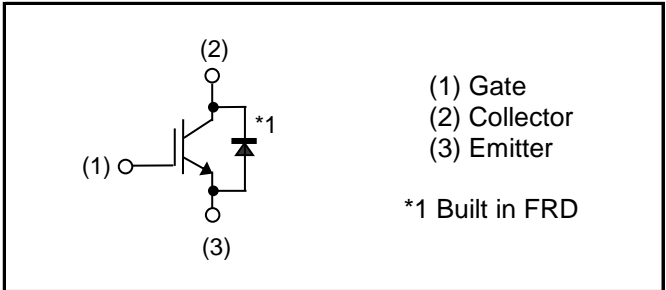 (2)
*1
(1)
(3)
(1) Gate
(2) Collector
(3) Emitter
*1 Built in FRD